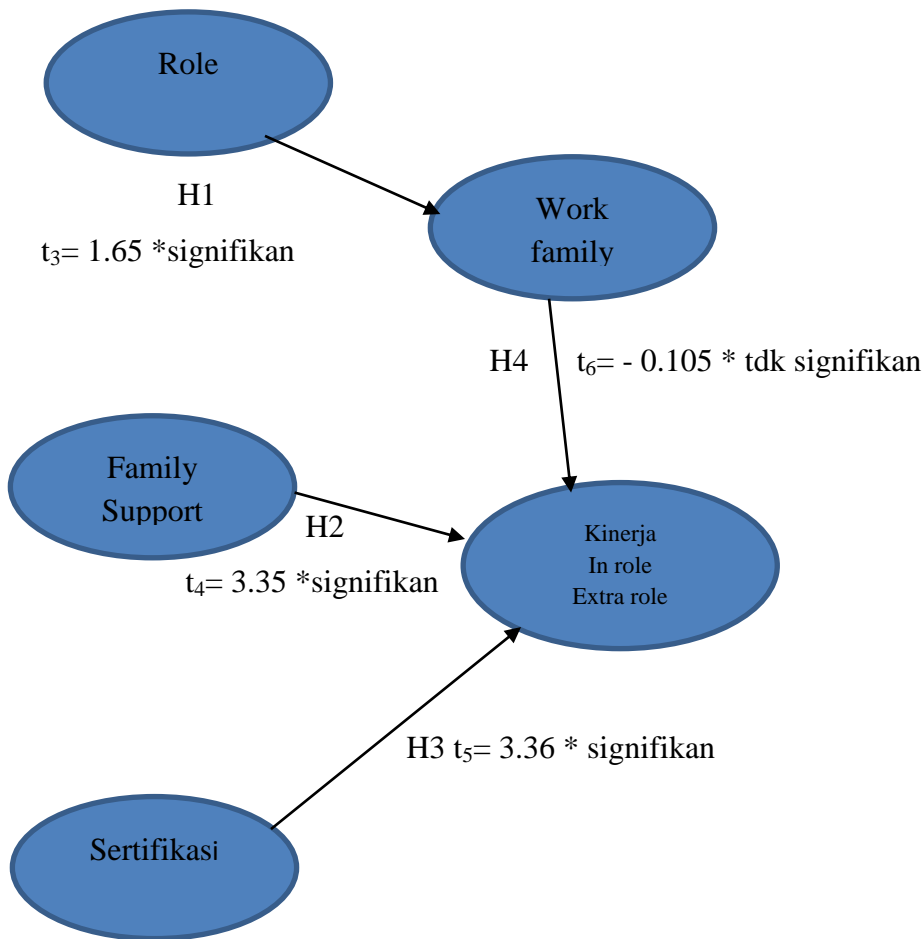 Role
H1
t₃= 1.65 *signifikan
Work
family
H4
t₆= - 0.105 * tdk signifikan
Family
Support
H2
t₄= 3.35 *signifikan
Kinerja
In role
Extra role
H3 t₅= 3.36 * signifikan
Sertifikasi